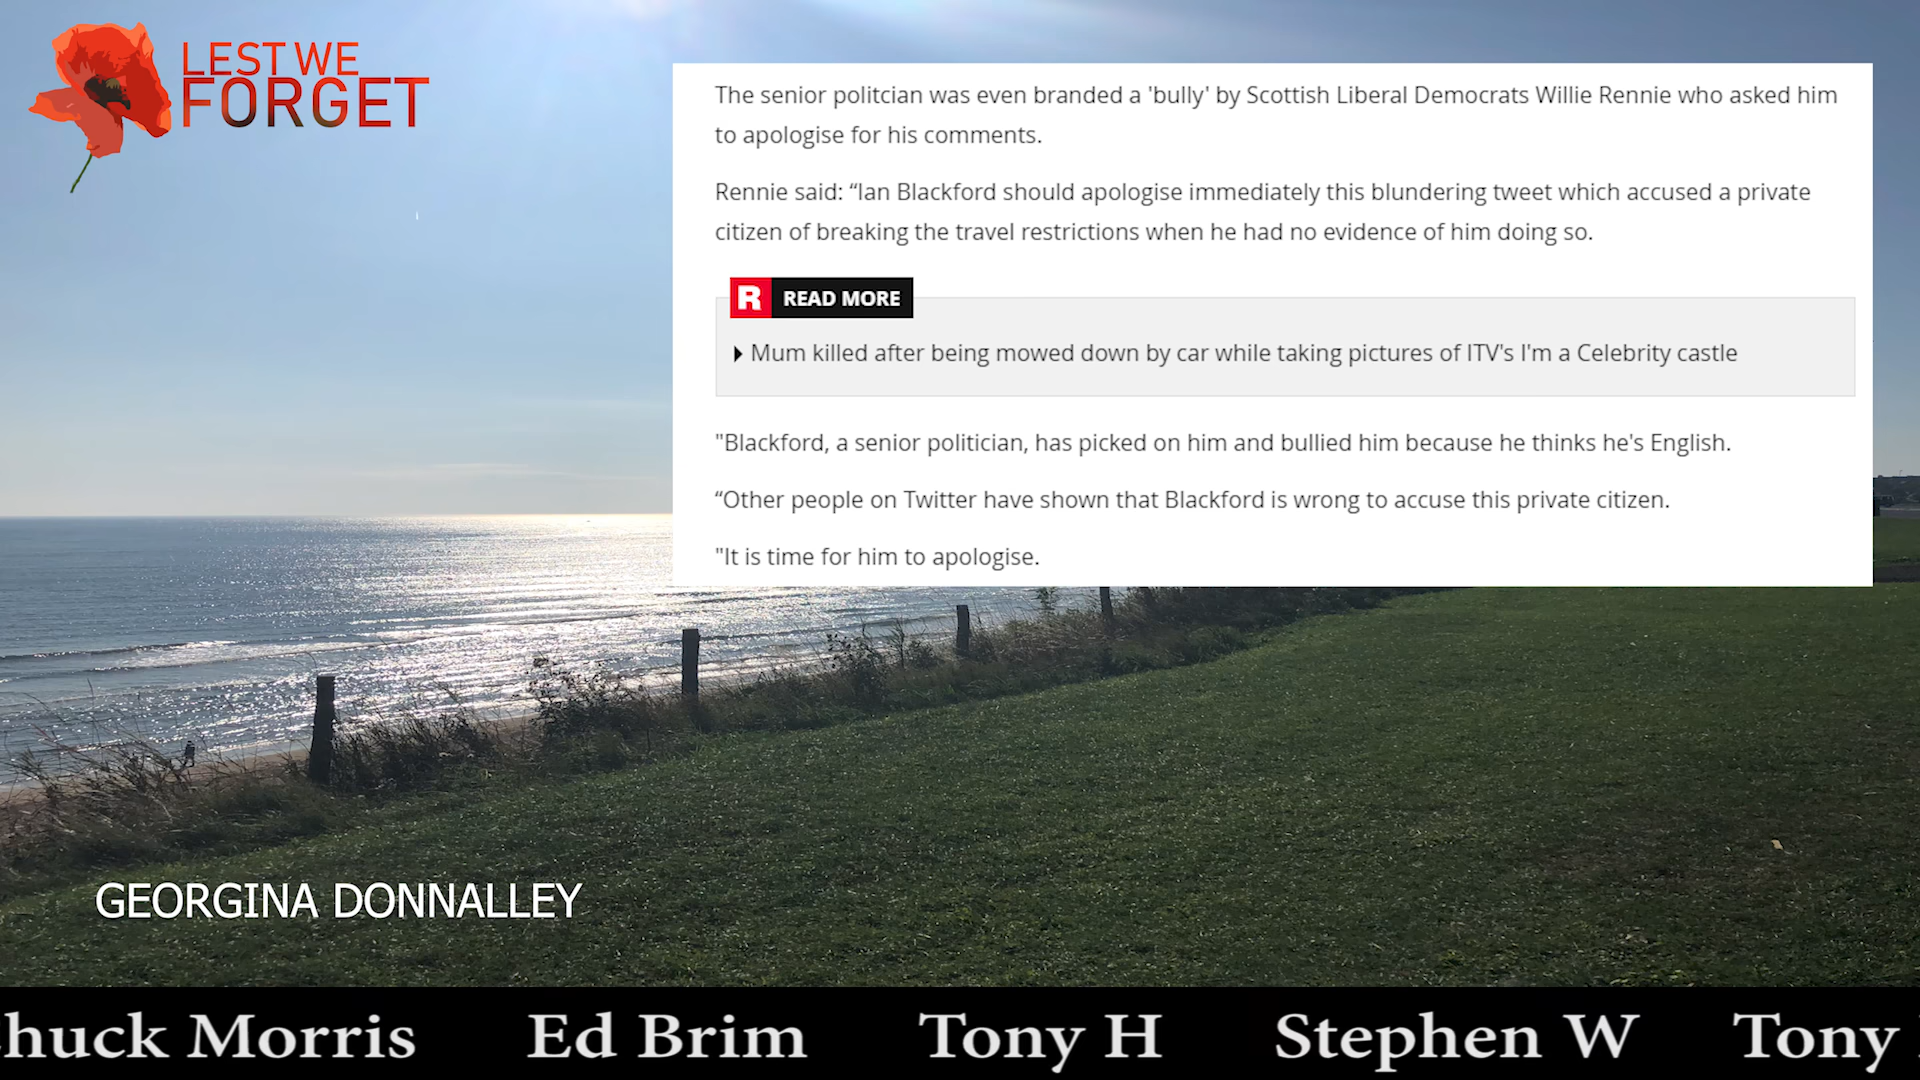 LEST WE
FORGET
The senior politcian was even branded a 'bully' by Scottish Liberal Democrats Willie Rennie who asked him
to apologise for his comments.
Rennie said: “Ian Blackford should apologise immediately this blundering tweet which accused a private
citizen of breaking the travel restrictions when he had no evidence of him doing so.
R READ MORE
Mum killed after being mowed down by car while taking pictures of ITV's I'm a Celebrity castle
"Blackford, a senior politician, has picked on him and bullied him because he thinks he's English.
“Other people on Twitter have shown that Blackford is wrong to accuse this private citizen.
"It is time for him to apologise.
GEORGINA DONNALLEY
huck Morris Ed Brim Tony H Stephen W Tony